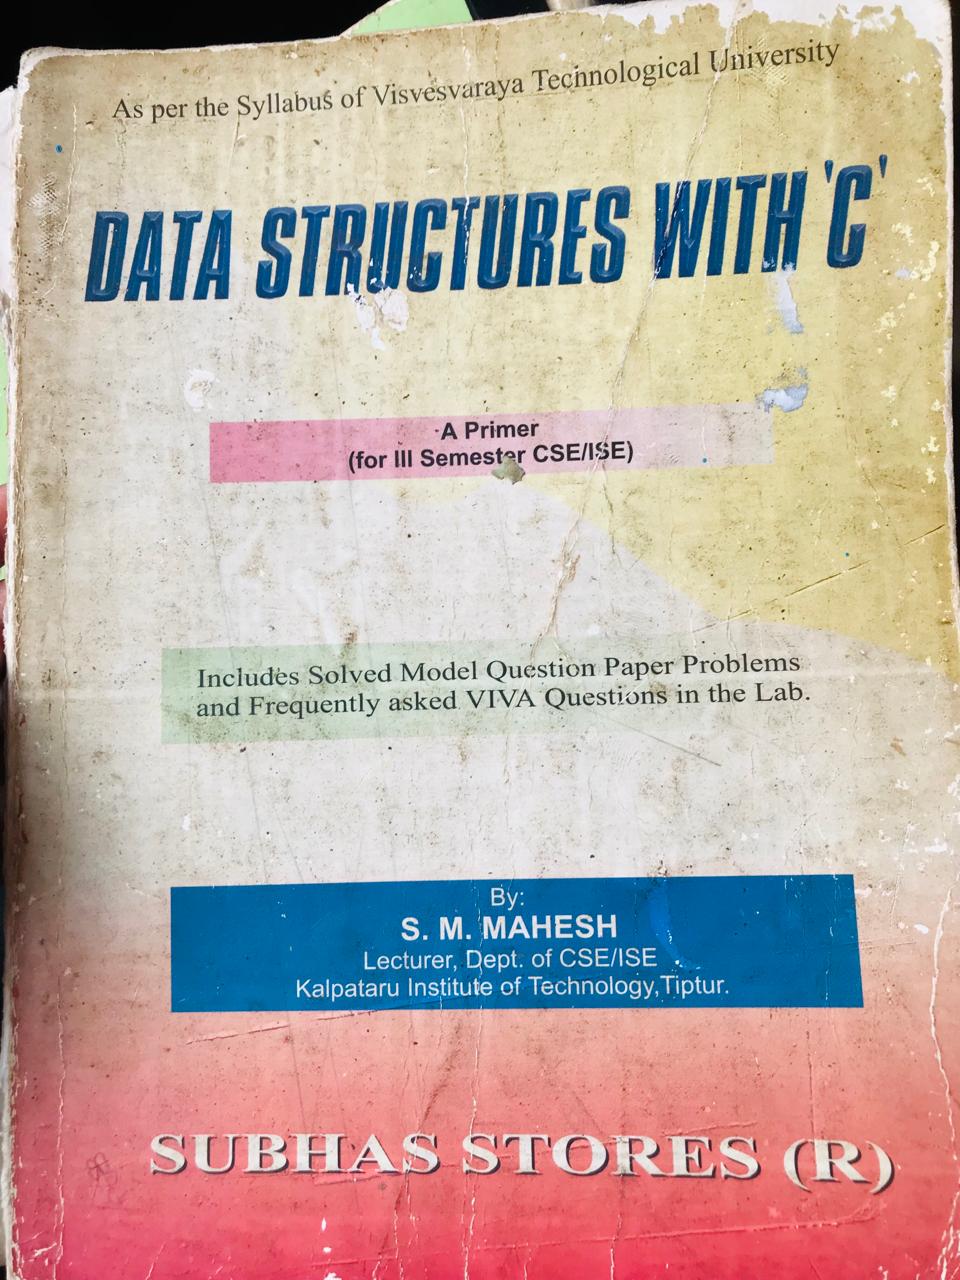 As per the Syllabus of Visvesvaraya Technological University
DATA STRUCTURES WITH 'C'
A Primer
(for III Semester CSE/ISE)
Includes Solved Model Question Paper Problems
and Frequently asked VIVA Questions in the Lab.
By:
S. M. MAHESH
Lecturer, Dept. of CSE/ISE
Kalpataru Institute of Technology,Tiptur.
SUBHAS STORES (R)